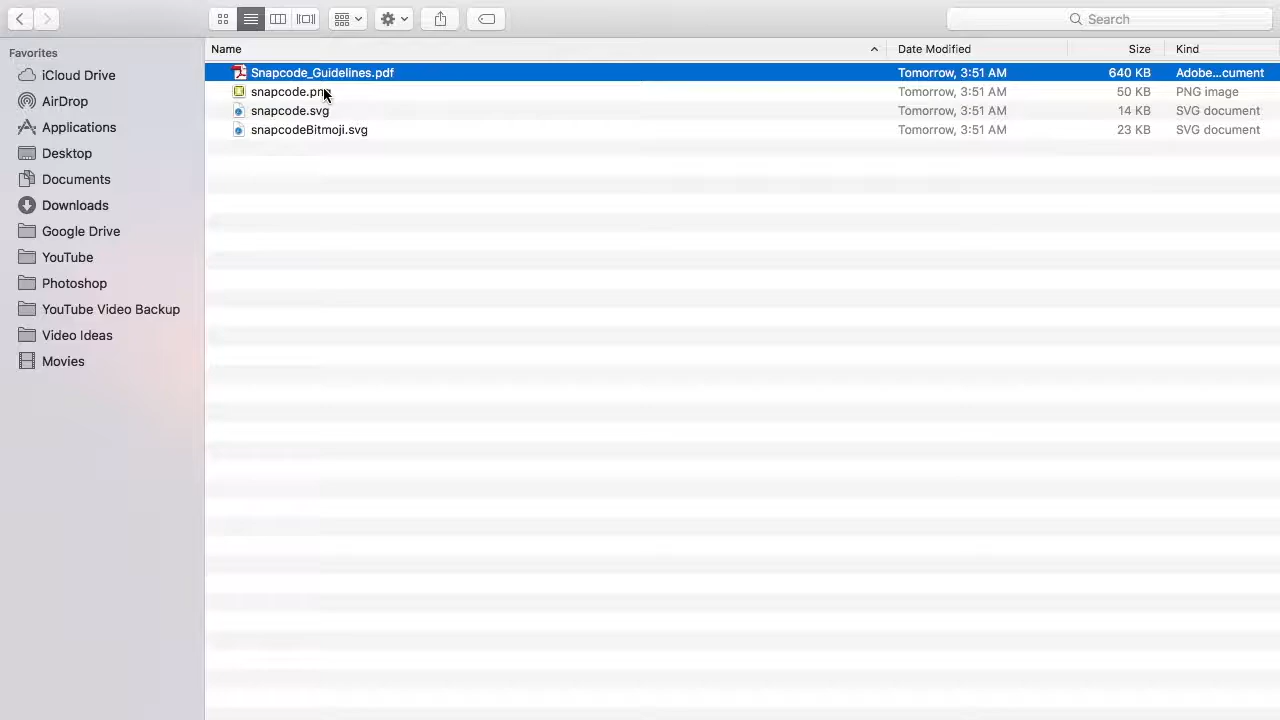 Search
Favorites
iCloud Drive
AirDrop
Applications
Desktop
Documents
Downloads
Google Drive
YouTube
Photoshop
YouTube Video Backup
Video Ideas
Movies
Name Date Modified Size Kind
Snapcode_Guidelines.pdf Tomorrow, 3:51 AM 640 KB Adobe...cument
snapcode.png Tomorrow, 3:51 AM 50 KB PNG image
snapcode.svg Tomorrow, 3:51 AM 14 KB SVG document
snapcodeBitmoji.svg Tomorrow, 3:51 AM 23 KB SVG document